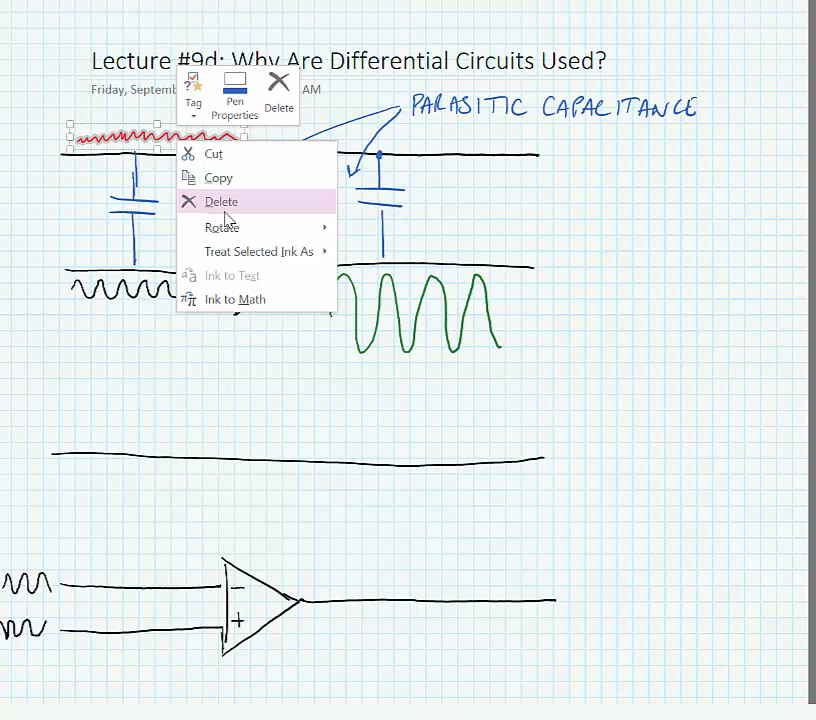 Lecture #9d: Why Are Differential Circuits Used?
Friday, Septemb AM
Tag
Pen Properties
Delete
PARASITIC CAPACITANCE
Cut
Copy
Delete
Rotate
Treat Selected Ink As
Ink to Text
Ink to Math
−
+